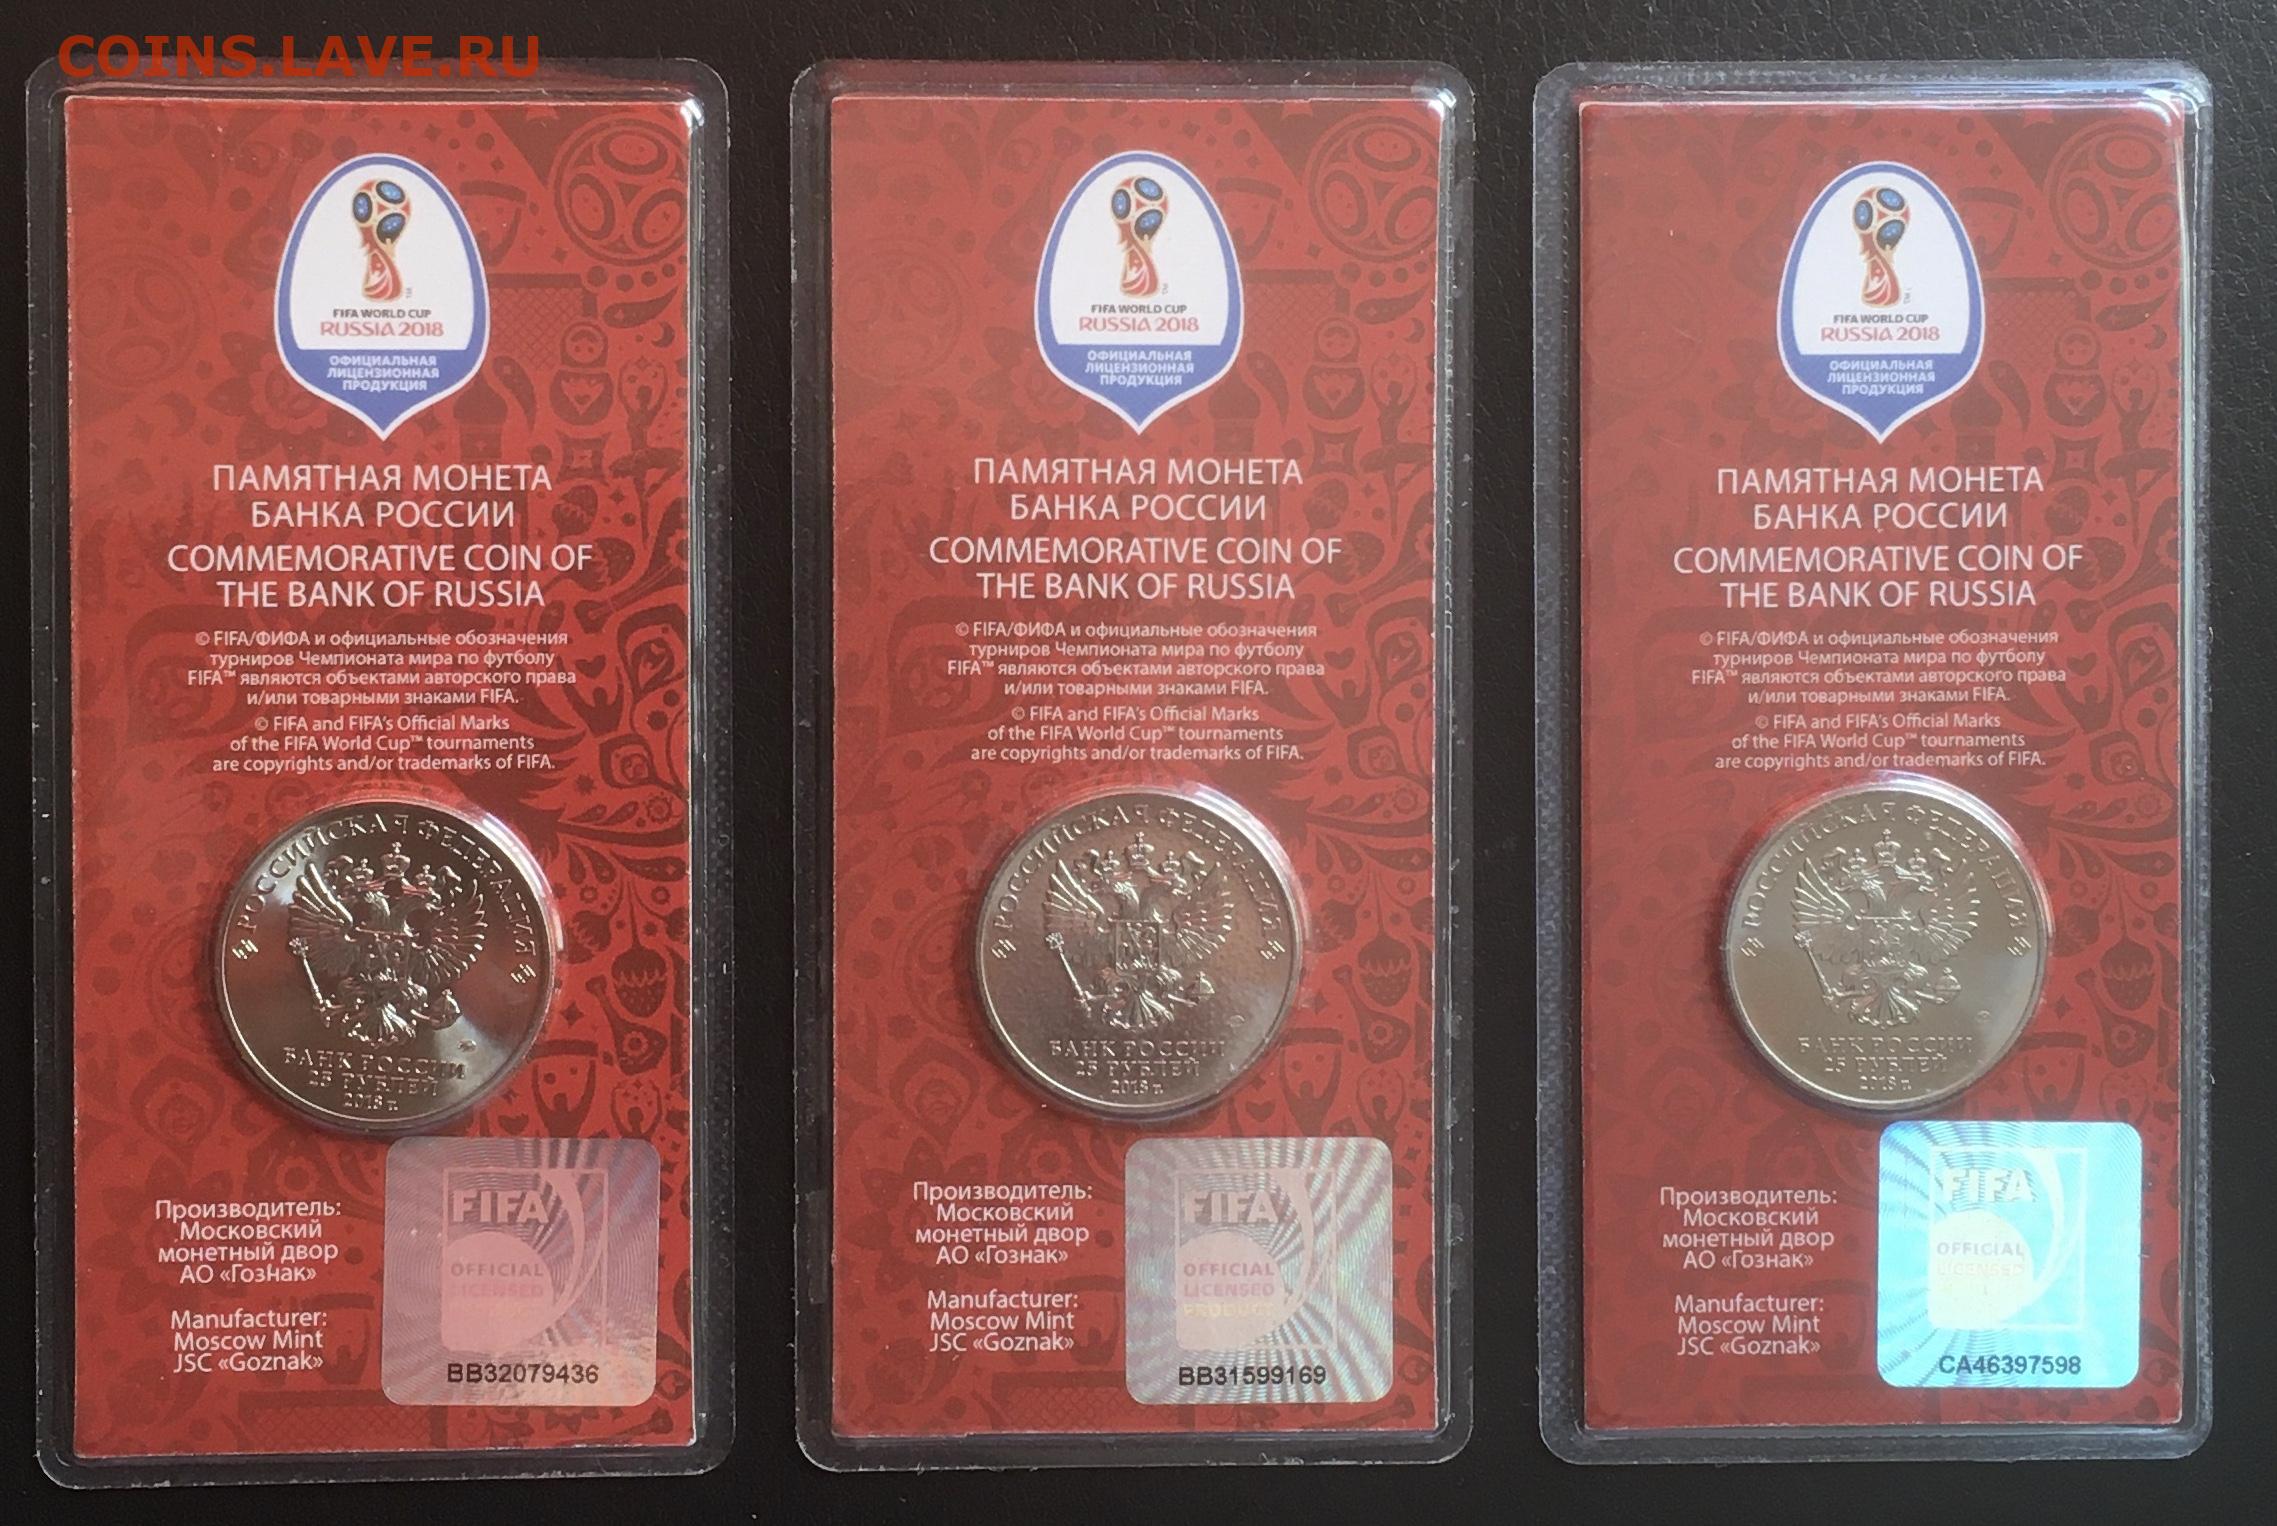 COINS.LAVE.RU
FIFA WORLD CUP
RUSSIA 2018
ОФИЦИАЛЬНАЯ
ЛИЦЕНЗИОННАЯ
ПРОДУКЦИЯ
ПАМЯТНАЯ МОНЕТА
БАНКА РОССИИ
COMMEMORATIVE COIN OF
THE BANK OF RUSSIA
© FIFA/ФИФА и официальные обозначения
турниров Чемпионата мира по футболу
FIFA™ являются объектами авторского права
и/или товарными знаками FIFA.
© FIFA and FIFA's Official Marks
of the FIFA World Cup™ tournaments
are copyrights and/or trademarks of FIFA.
РОССИЙСКАЯ ФЕДЕРАЦИЯ
БАНК РОССИИ
25 РУБЛЕЙ
2018 г.
Производитель:
Московский
монетный двор
АО «Гознак»
Manufacturer:
Moscow Mint
JSC «Goznak»
FIFA
OFFICIAL
LICENSED
BB32079436
FIFA WORLD CUP
RUSSIA 2018
ОФИЦИАЛЬНАЯ
ЛИЦЕНЗИОННАЯ
ПРОДУКЦИЯ
ПАМЯТНАЯ МОНЕТА
БАНКА РОССИИ
COMMEMORATIVE COIN OF
THE BANK OF RUSSIA
© FIFA/ФИФА и официальные обозначения
турниров Чемпионата мира по футболу
FIFA™ являются объектами авторского права
и/или товарными знаками FIFA.
© FIFA and FIFA's Official Marks
of the FIFA World Cup™ tournaments
are copyrights and/or trademarks of FIFA.
РОССИЙСКАЯ ФЕДЕРАЦИЯ
БАНК РОССИИ
25 РУБЛЕЙ
2018 г.
Производитель:
Московский
монетный двор
АО «Гознак»
Manufacturer:
Moscow Mint
JSC «Goznak»
FIFA
OFFICIAL
LICENSED
PRODUCT
BB31599169
FIFA WORLD CUP
RUSSIA 2018
ОФИЦИАЛЬНАЯ
ЛИЦЕНЗИОННАЯ
ПРОДУКЦИЯ
ПАМЯТНАЯ МОНЕТА
БАНКА РОССИИ
COMMEMORATIVE COIN OF
THE BANK OF RUSSIA
© FIFA/ФИФА и официальные обозначения
турниров Чемпионата мира по футболу
FIFA™ являются объектами авторского права
и/или товарными знаками FIFA.
© FIFA and FIFA's Official Marks
of the FIFA World Cup™ tournaments
are copyrights and/or trademarks of FIFA.
РОССИЙСКАЯ ФЕДЕРАЦИЯ
БАНК РОССИИ
25 РУБЛЕЙ
2018 г.
Производитель:
Московский
монетный двор
АО «Гознак»
Manufacturer:
Moscow Mint
JSC «Goznak»
FIFA
OFFICIAL
LICENSED
CA46397598